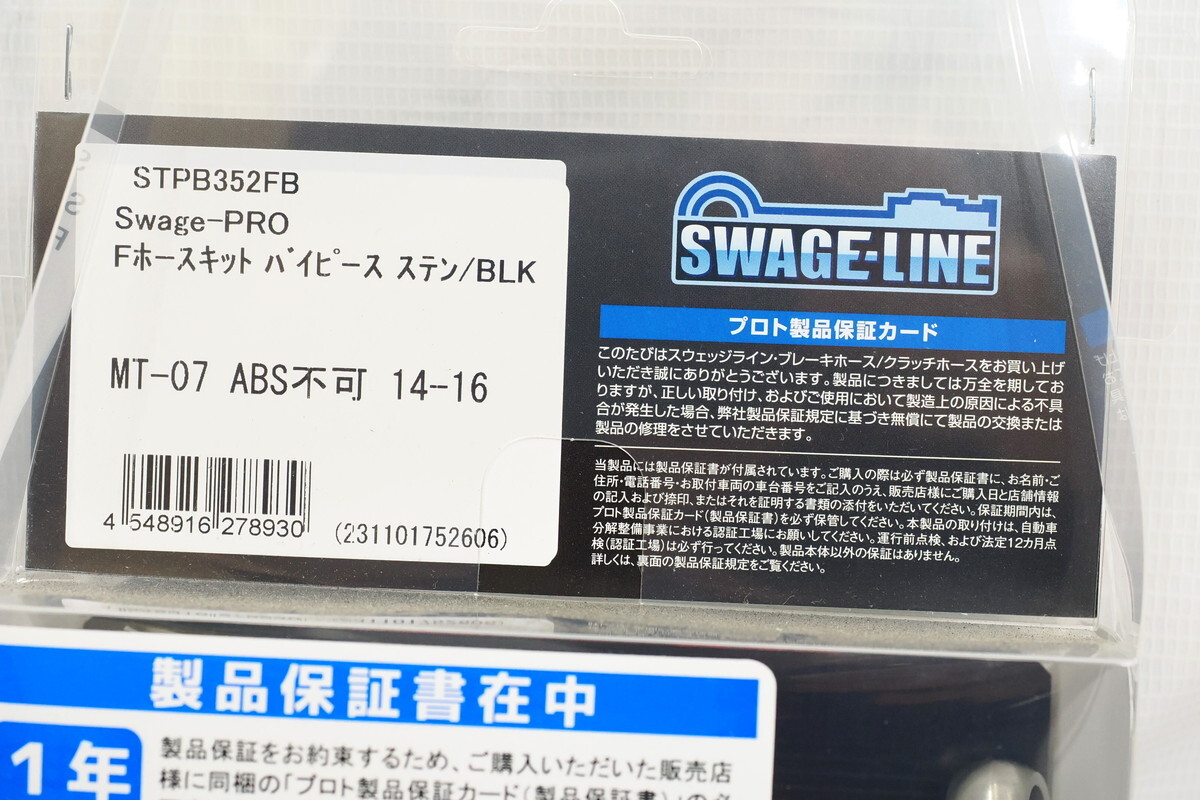 STPB352FB
Swage-PRO
Fホースキット バイピース ステン/BLK
MT-07 ABS不可 14-16
4 548916 278930
(231101752606)
SWAGE-LINE
プロト製品保証カード
このたびはスウェッジライン・ブレーキホース/クラッチホースをお買い上げ
いただき誠にありがとうございます。製品につきましては万全を期してお
りますが、正しい取り付け、およびご使用において製造上の原因による不具
合が発生した場合、弊社製品保証規定に基づき無償にて製品の交換または
製品の修理をさせていただきます。
当製品には製品保証書が付属されています。ご購入の際は必ず製品保証書に、お名前・ご
住所・電話番号・お取付車両の車台番号をご記入のうえ、販売店様にご購入日と店舗情報
の記入および捺印、またはそれを証明する書類の添付をいただいてください。保証期間内は、
プロト製品保証カード(製品保証書)を必ず保管してください。本製品の取り付けは、自動車
分解整備事業における認証工場にお願いしてください。運行前点検、および法定12カ月点
検(認証工場)は必ず行ってください。製品本体以外の保証はありません。
詳しくは、裏面の製品保証規定をご覧ください。
製品保証書在中
1年
製品保証をお約束するため、ご購入いただいた販売店
様に同梱の「プロト製品保証カード(製品保証書)」の必